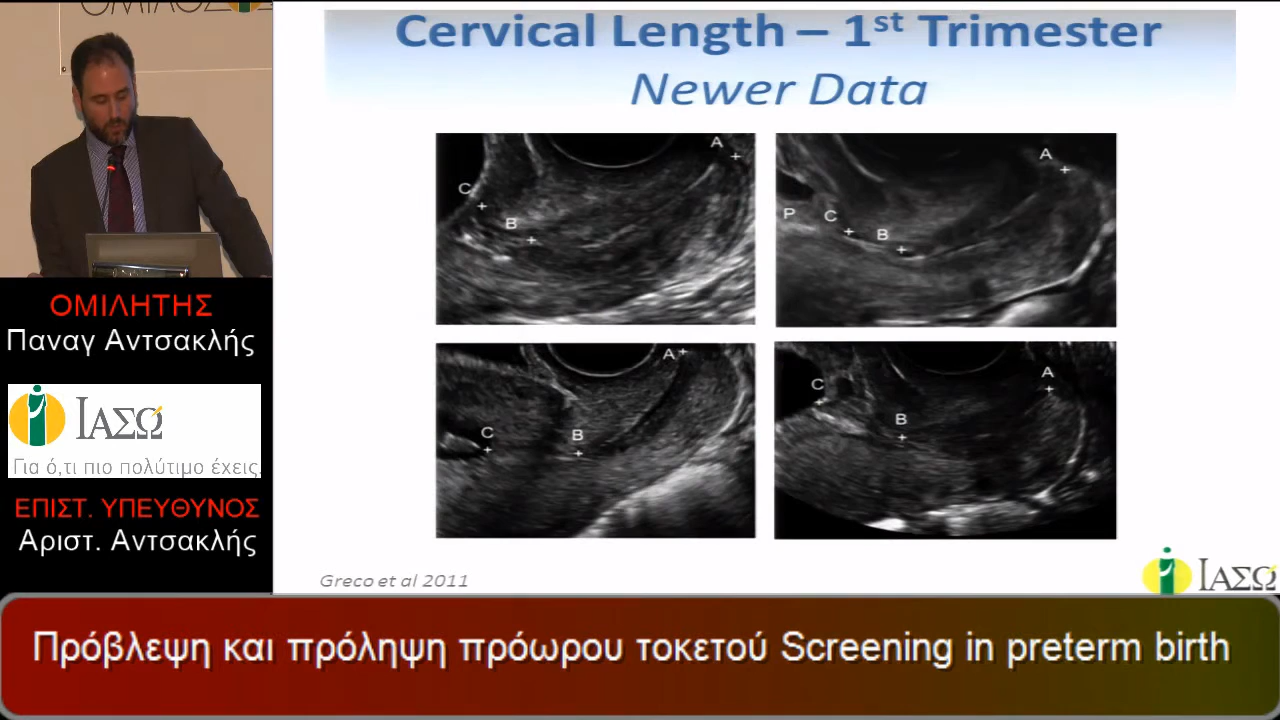 ΟΜΙΛΟΣ
Cervical Length – 1st Trimester
Newer Data
A
C
B
A
P
C
B
A
C
B
A
C
B
Greco et al 2011
ΙΑΣΩ
ΟΜΙΛΗΤΗΣ
Παναγ Αντσακλής
ΙΑΣΩ
Για ό,τι πιο πολύτιμο έχεις.
ΕΠΙΣΤ. ΥΠΕΥΘΥΝΟΣ
Αριστ. Αντσακλής
Πρόβλεψη και πρόληψη πρόωρου τοκετού Screening in preterm birth